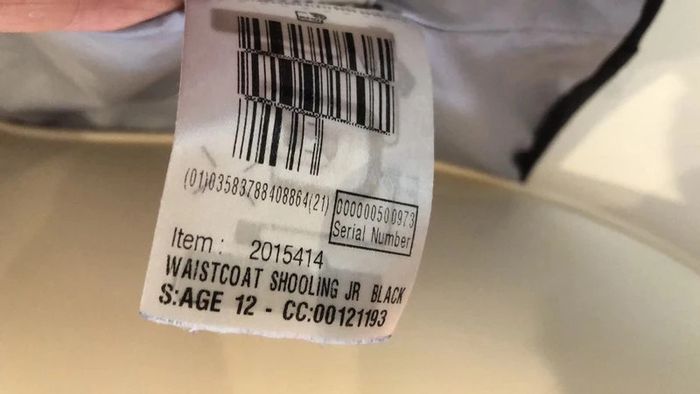 (01)03583788408864(21)
000000500973
Serial Number
Item : 2015414
WAISTCOAT SHOOLING JR BLACK
S:AGE 12 - CC:00121193